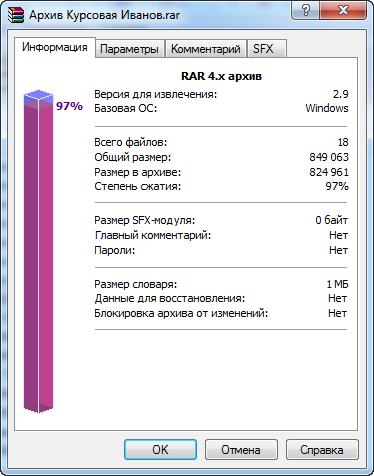 Архив Курсовая Иванов.rar
Информация Параметры Комментарий SFX
RAR 4.x архив
97%
Версия для извлечения: 2.9
Базовая ОС: Windows
Всего файлов: 18
Общий размер: 849 063
Размер в архиве: 824 961
Степень сжатия: 97%
Размер SFX-модуля: 0 байт
Главный комментарий: Нет
Пароли: Нет
Размер словаря: 1 МБ
Данные для восстановления: Нет
Блокировка архива от изменений: Нет
OK Отмена Справка